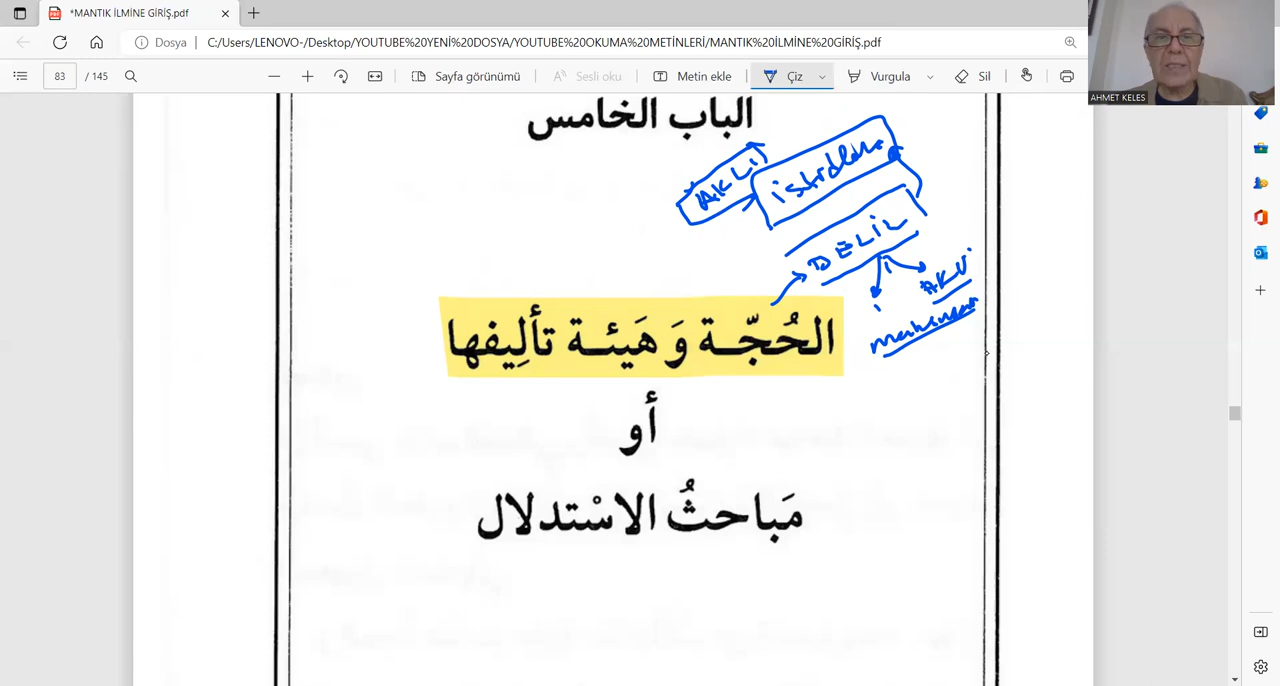 *MANTIK İLMİNE GİRİŞ.pdf
Dosya C:/Users/LENOVO-/Desktop/YOUTUBE%20YENİ%20DOSYA/YOUTUBE%20OKUMA%20METİNLERİ/MANTIK%20İLMİNE%20GİRİŞ.pdf
83 / 145 Sayfa görünümü Sesli oku Metin ekle Çiz Vurgula Sil
AHMET KELES
الباب الخامس
AKLİ
DELİL
AKLİ
الحُجّة وَ هَيئة تأليفها
أو
مَباحثُ الاسْتدلال